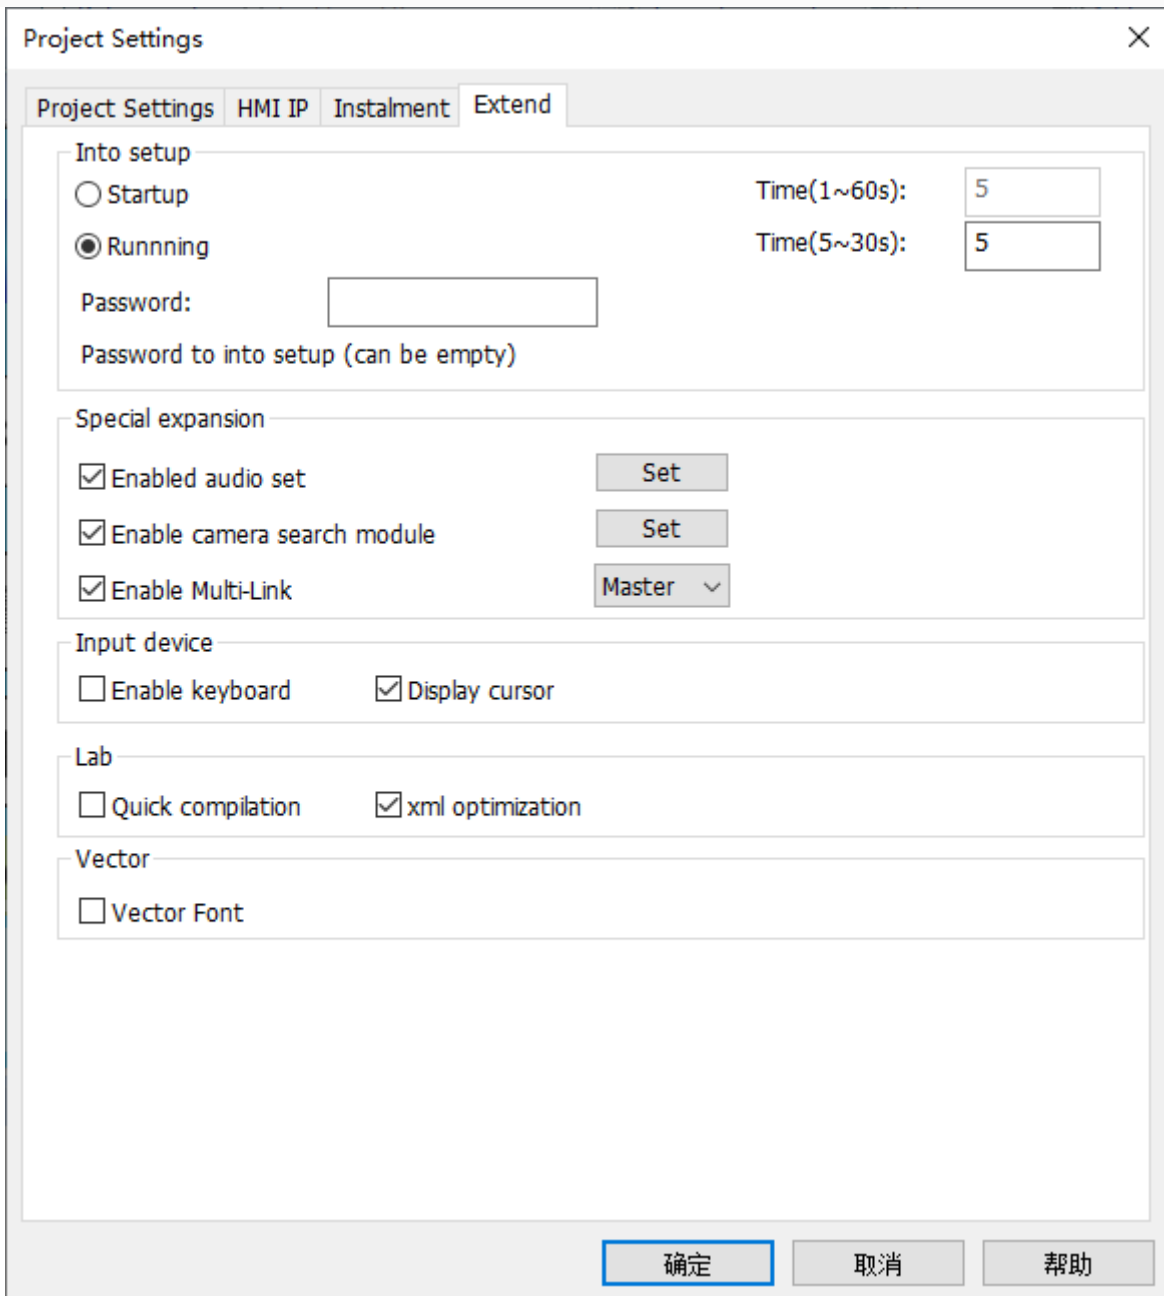 Project Settings
Project Settings HMI IP Instalment Extend
Into setup
Startup Time(1~60s): 5
Runnning Time(5~30s): 5
Password:
Password to into setup (can be empty)
Special expansion
Enabled audio set Set
Enable camera search module Set
Enable Multi-Link Master
Input device
Enable keyboard Display cursor
Lab
Quick compilation xml optimization
Vector
Vector Font
确定 取消 帮助